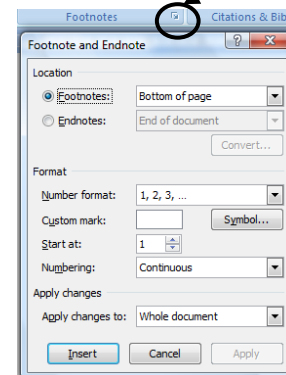 Footnotes Citations & Bib
Footnote and Endnote
Location
Footnotes: Bottom of page
Endnotes: End of document
Convert...
Format
Number format: 1, 2, 3, ...
Custom mark: Symbol...
Start at: 1
Numbering: Continuous
Apply changes
Apply changes to: Whole document
Insert Cancel Apply